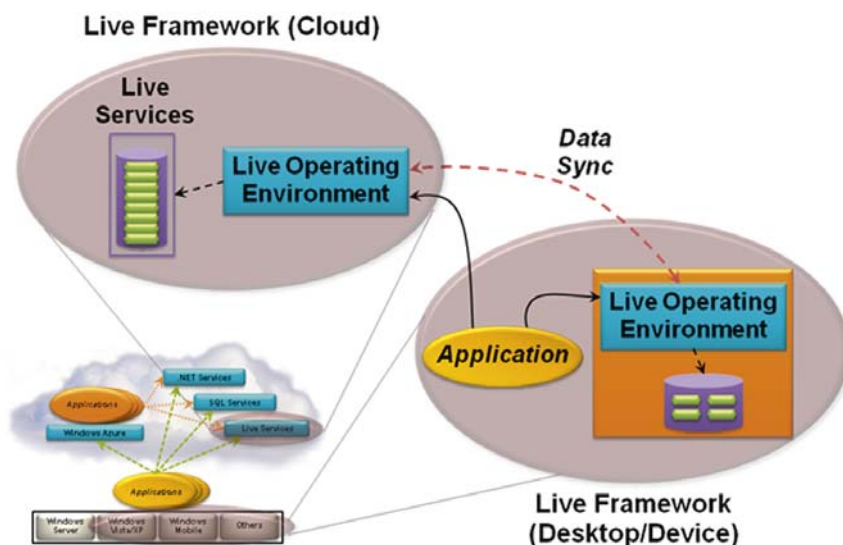 Live Framework (Cloud)
Live
Services
Live Operating
Environment
Data
Sync
Live Operating
Environment
Application
.NET Services
Applications
SQL Services
Windows Azure
Live Services
Applications
Windows
Server
Windows
Vista/XP
Windows
Mobile
Others
Live Framework
(Desktop/Device)